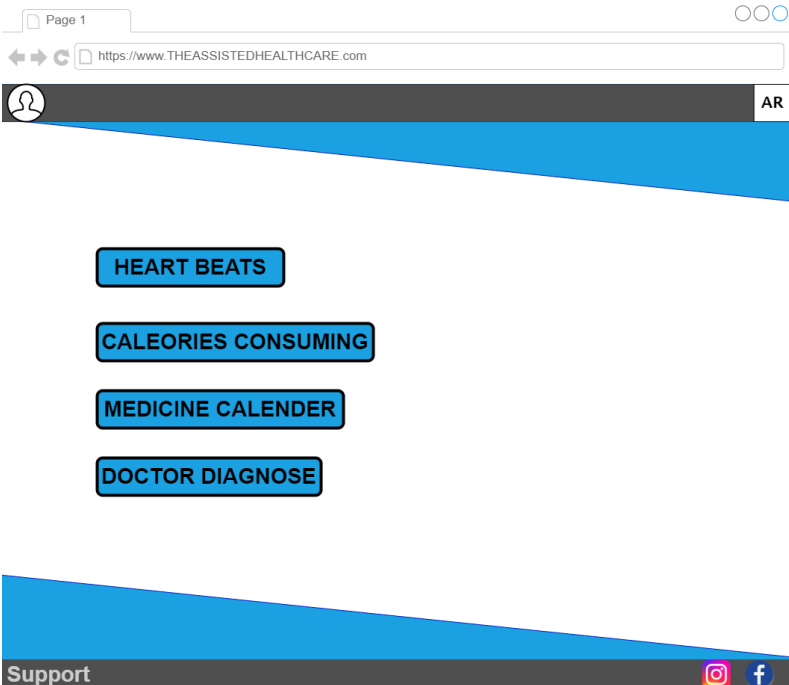 Page 1
https://www.THEASSISTEDHEALTHCARE.com
AR
HEART BEATS
CALEORIES CONSUMING
MEDICINE CALENDER
DOCTOR DIAGNOSE
Support